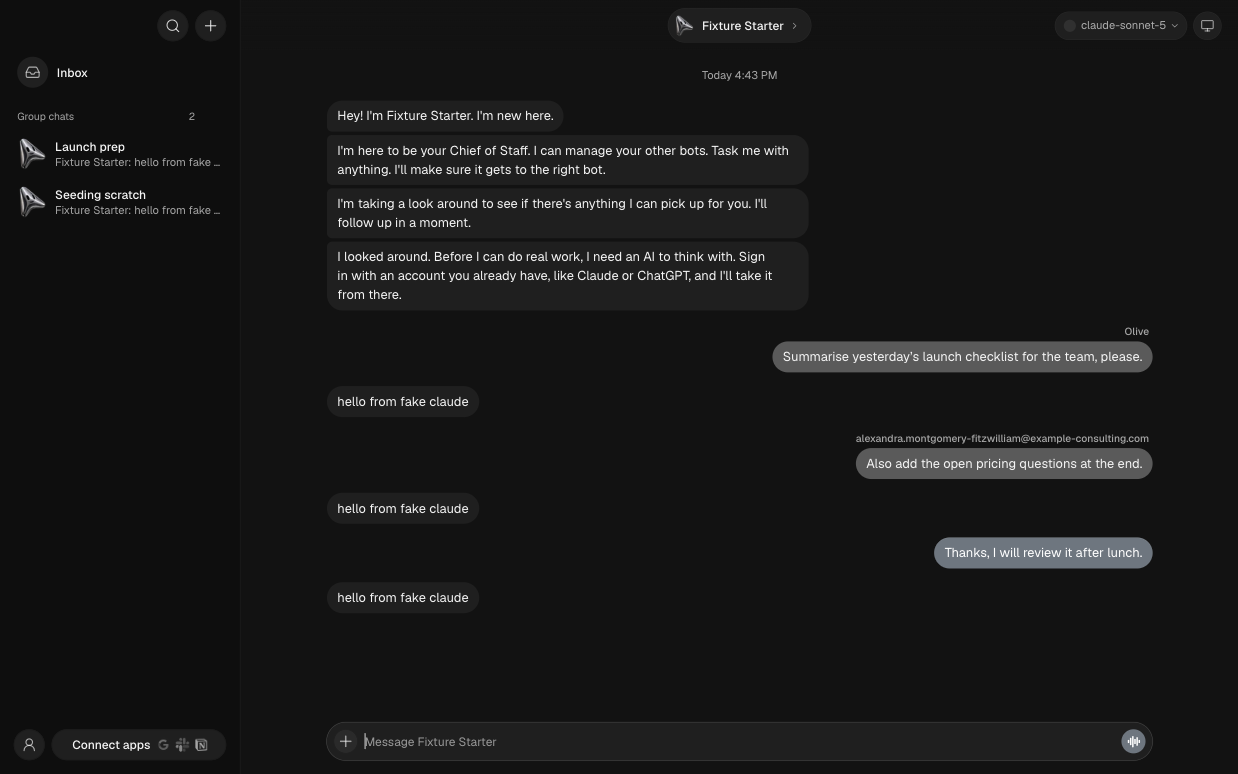 Fixture Starter
claude-sonnet-5
Inbox
Group chats 2
Launch prep
Fixture Starter: hello from fake ...
Seeding scratch
Fixture Starter: hello from fake ...
Connect apps
Today 4:43 PM
Hey! I'm Fixture Starter. I'm new here.
I'm here to be your Chief of Staff. I can manage your other bots. Task me with
anything. I'll make sure it gets to the right bot.
I'm taking a look around to see if there's anything I can pick up for you. I'll
follow up in a moment.
I looked around. Before I can do real work, I need an AI to think with. Sign
in with an account you already have, like Claude or ChatGPT, and I'll take it
from there.
Olive
Summarise yesterday's launch checklist for the team, please.
hello from fake claude
alexandra.montgomery-fitzwilliam@example-consulting.com
Also add the open pricing questions at the end.
hello from fake claude
Thanks, I will review it after lunch.
hello from fake claude
Message Fixture Starter